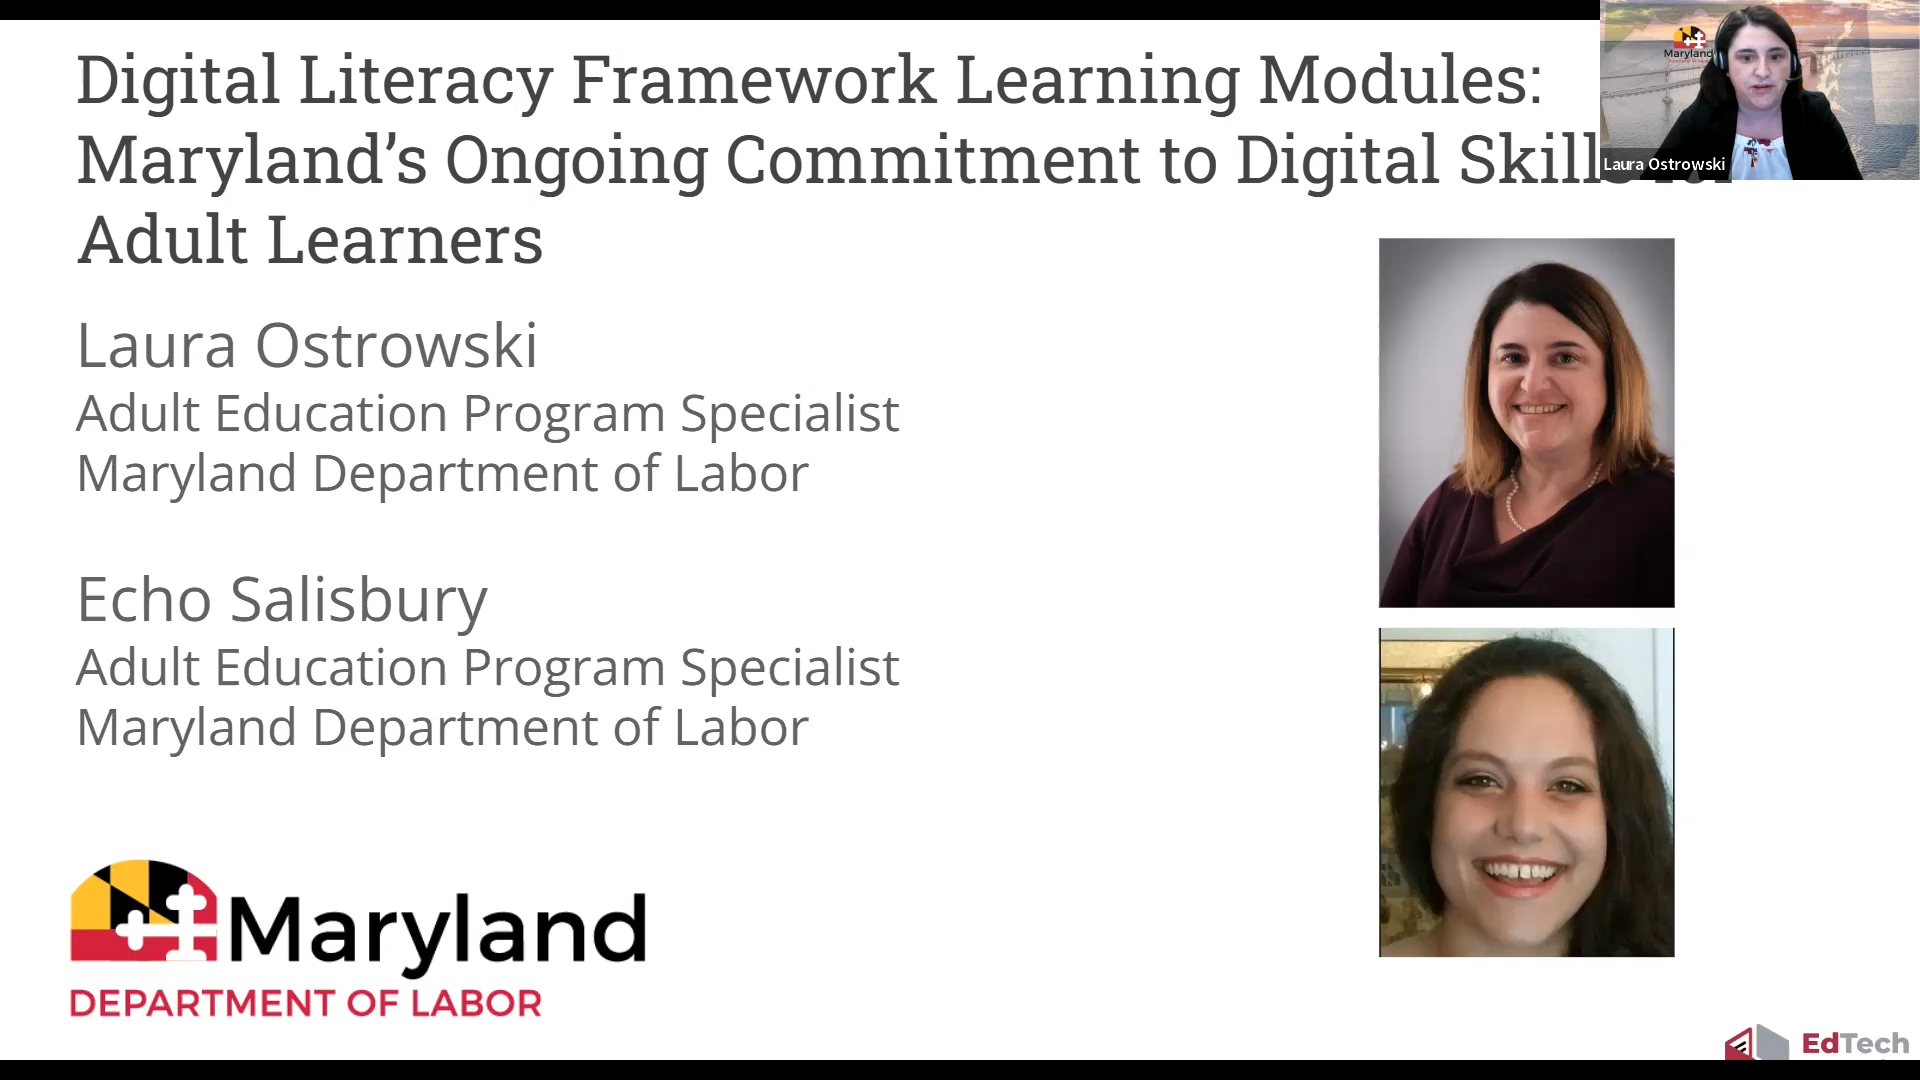 Digital Literacy Framework Learning Modules:
Maryland’s Ongoing Commitment to Digital
Adult Learners
Laura Ostrowski
Adult Education Program Specialist
Maryland Department of Labor
Echo Salisbury
Adult Education Program Specialist
Maryland Department of Labor
Maryland
DEPARTMENT OF LABOR
Maryland
Laura Ostrowski
EdTech